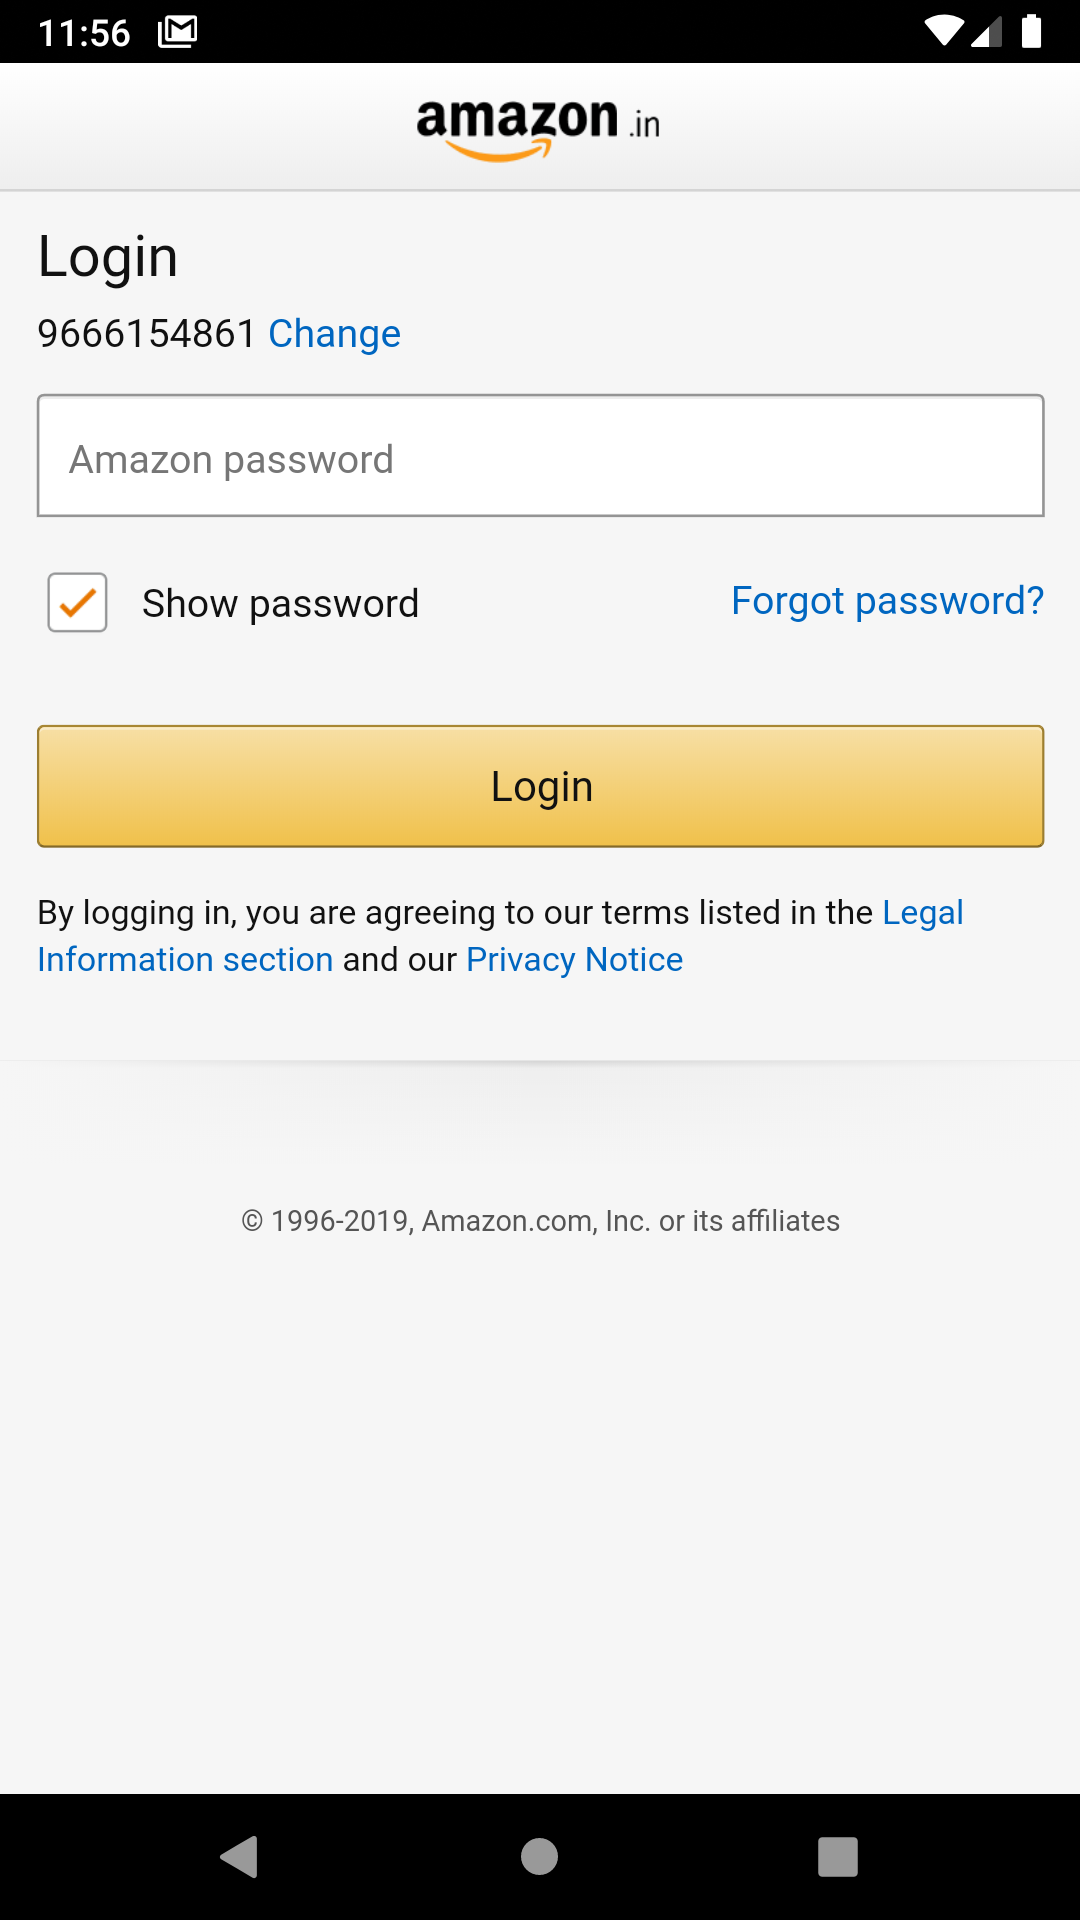 11:56
amazon .in
Login
9666154861 Change
Amazon password
Show password
Forgot password?
Login
By logging in, you are agreeing to our terms listed in the Legal
Information section and our Privacy Notice
© 1996-2019, Amazon.com, Inc. or its affiliates